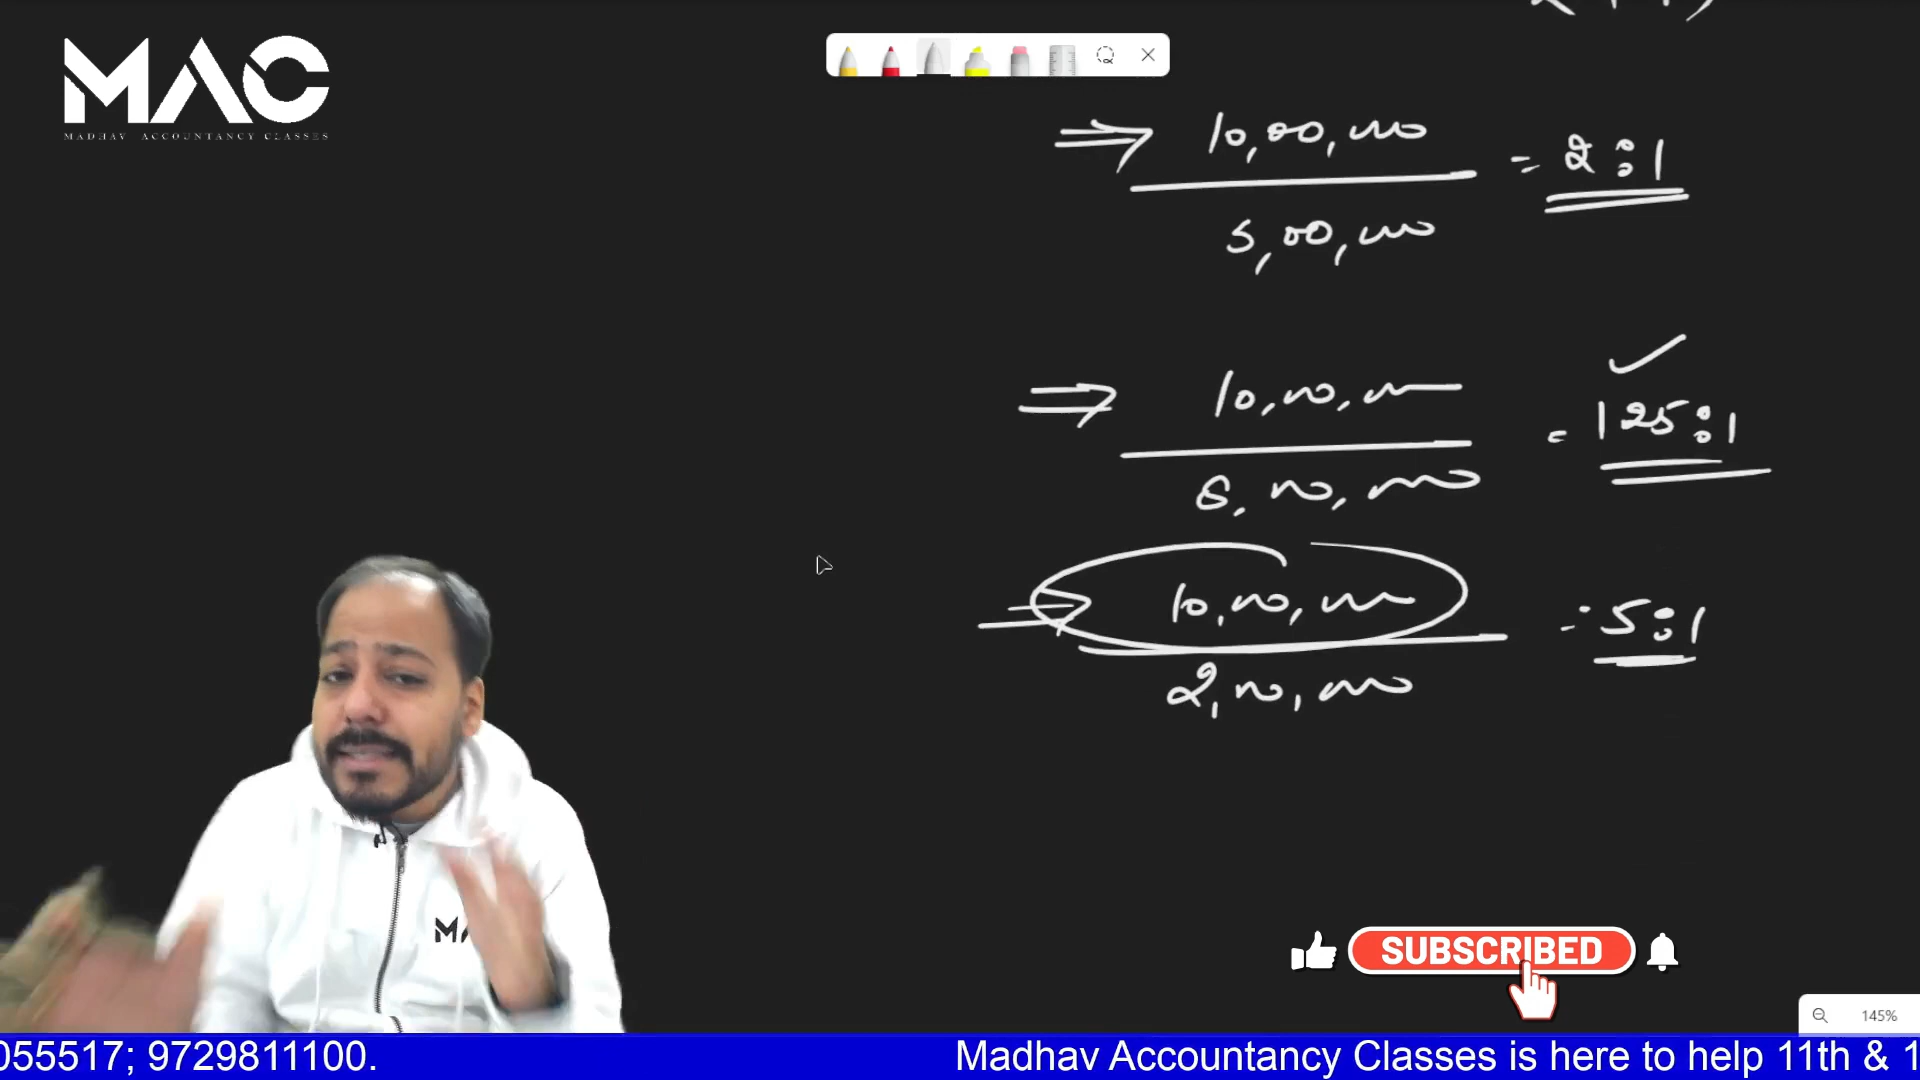 MAC
MADHAV ACCOUNTANCY CLASSES
⇒ 10,00,000
= 2:1
5,00,000
⇒ 10,00,000
= 125:1
8,00,000
⇒ 10,00,000
= 5:1
2,00,000
SUBSCRIBED
145%
055517; 9729811100.
Madhav Accountancy Classes is here to help 11th & 1